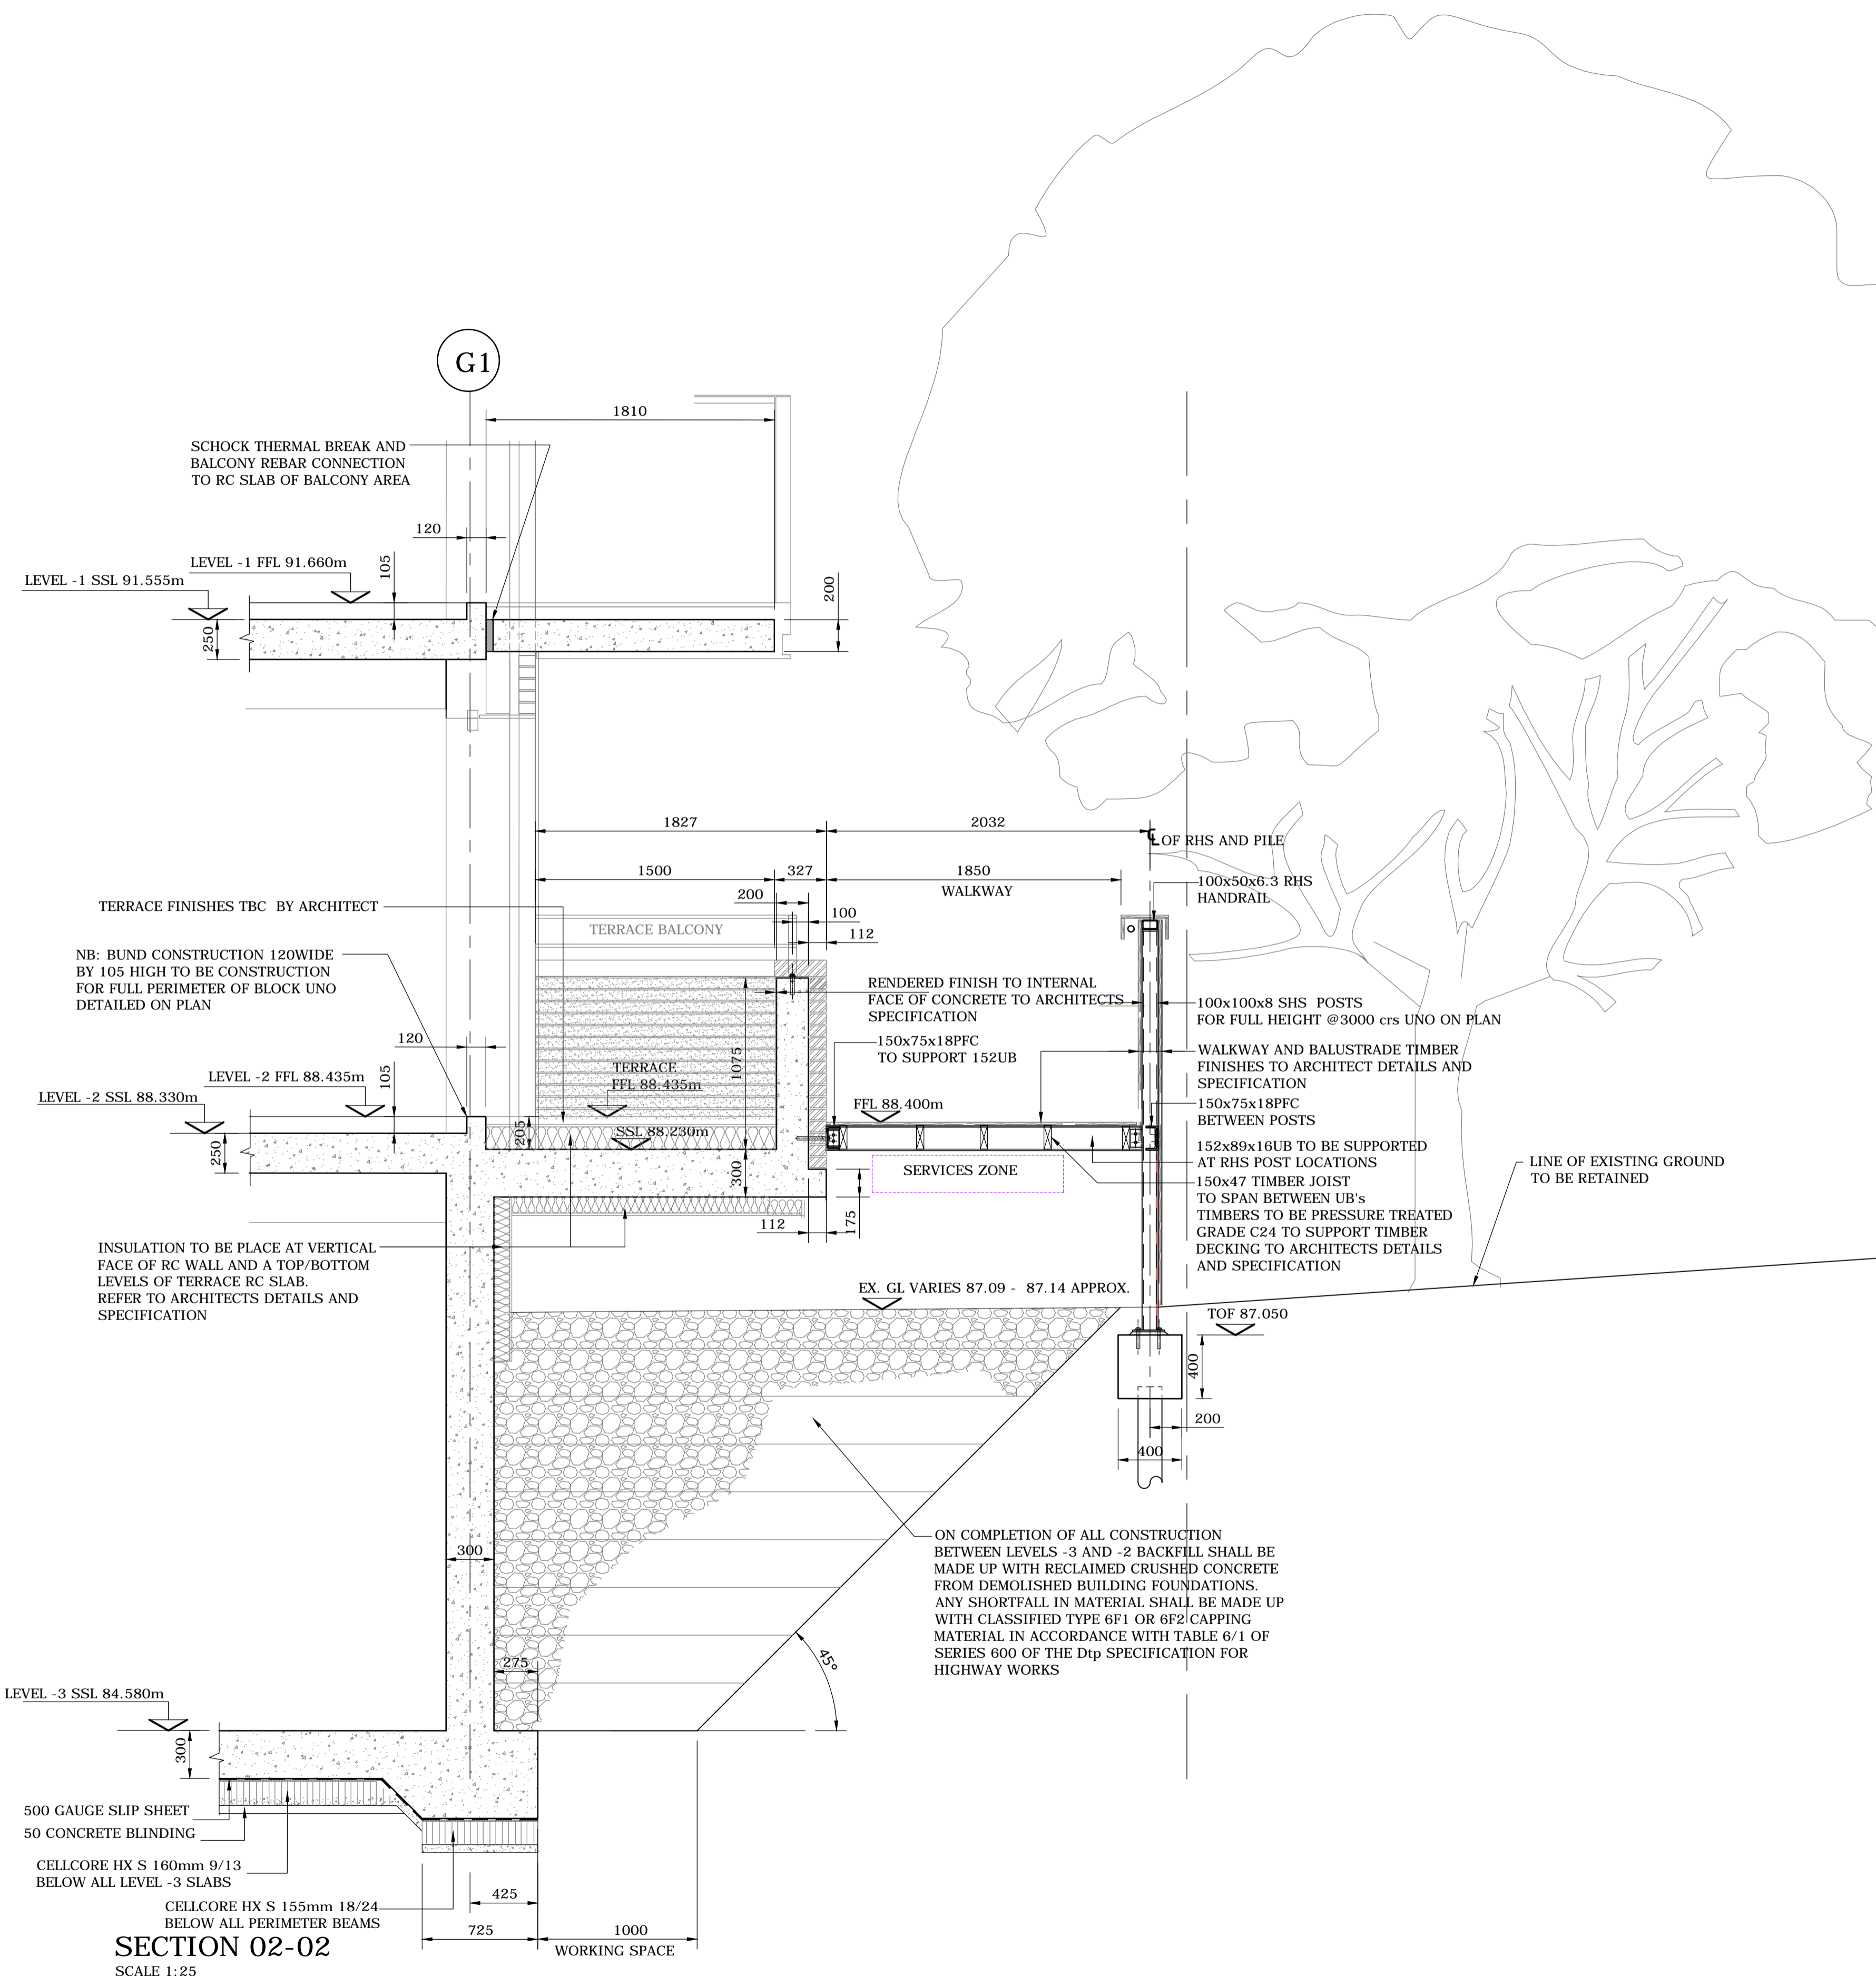 G1
1810
SCHOCK THERMAL BREAK AND
BALCONY REBAR CONNECTION
TO RC SLAB OF BALCONY AREA
120
LEVEL -1 FFL 91.660m
LEVEL -1 SSL 91.555m
105
200
250
1827
2032
℄ OF RHS AND PILE
1500
327
1850
WALKWAY
100x50x6.3 RHS
HANDRAIL
200
100
112
TERRACE FINISHES TBC BY ARCHITECT
TERRACE BALCONY
NB: BUND CONSTRUCTION 120WIDE
BY 105 HIGH TO BE CONSTRUCTION
FOR FULL PERIMETER OF BLOCK UNO
DETAILED ON PLAN
RENDERED FINISH TO INTERNAL
FACE OF CONCRETE TO ARCHITECTS
SPECIFICATION
100x100x8 SHS POSTS
FOR FULL HEIGHT @3000 crs UNO ON PLAN
120
150x75x18PFC
TO SUPPORT 152UB
1075
WALKWAY AND BALUSTRADE TIMBER
FINISHES TO ARCHITECT DETAILS AND
SPECIFICATION
LEVEL -2 FFL 88.435m
LEVEL -2 SSL 88.330m
105
TERRACE
FFL 88.435m
FFL 88.400m
150x75x18PFC
BETWEEN POSTS
250
205
SSL 88.230m
300
SERVICES ZONE
152x89x16UB TO BE SUPPORTED
AT RHS POST LOCATIONS
150x47 TIMBER JOIST
TO SPAN BETWEEN UB's
TIMBERS TO BE PRESSURE TREATED
GRADE C24 TO SUPPORT TIMBER
DECKING TO ARCHITECTS DETAILS
AND SPECIFICATION
LINE OF EXISTING GROUND
TO BE RETAINED
112
175
INSULATION TO BE PLACE AT VERTICAL
FACE OF RC WALL AND A TOP/BOTTOM
LEVELS OF TERRACE RC SLAB.
REFER TO ARCHITECTS DETAILS AND
SPECIFICATION
EX. GL VARIES 87.09 - 87.14 APPROX.
TOF 87.050
400
200
400
300
ON COMPLETION OF ALL CONSTRUCTION
BETWEEN LEVELS -3 AND -2 BACKFILL SHALL BE
MADE UP WITH RECLAIMED CRUSHED CONCRETE
FROM DEMOLISHED BUILDING FOUNDATIONS.
ANY SHORTFALL IN MATERIAL SHALL BE MADE UP
WITH CLASSIFIED TYPE 6F1 OR 6F2 CAPPING
MATERIAL IN ACCORDANCE WITH TABLE 6/1 OF
SERIES 600 OF THE Dtp SPECIFICATION FOR
HIGHWAY WORKS
275
45°
LEVEL -3 SSL 84.580m
300
500 GAUGE SLIP SHEET
50 CONCRETE BLINDING
CELLCORE HX S 160mm 9/13
BELOW ALL LEVEL -3 SLABS
CELLCORE HX S 155mm 18/24
BELOW ALL PERIMETER BEAMS
425
725
1000
WORKING SPACE
SECTION 02-02
SCALE 1:25